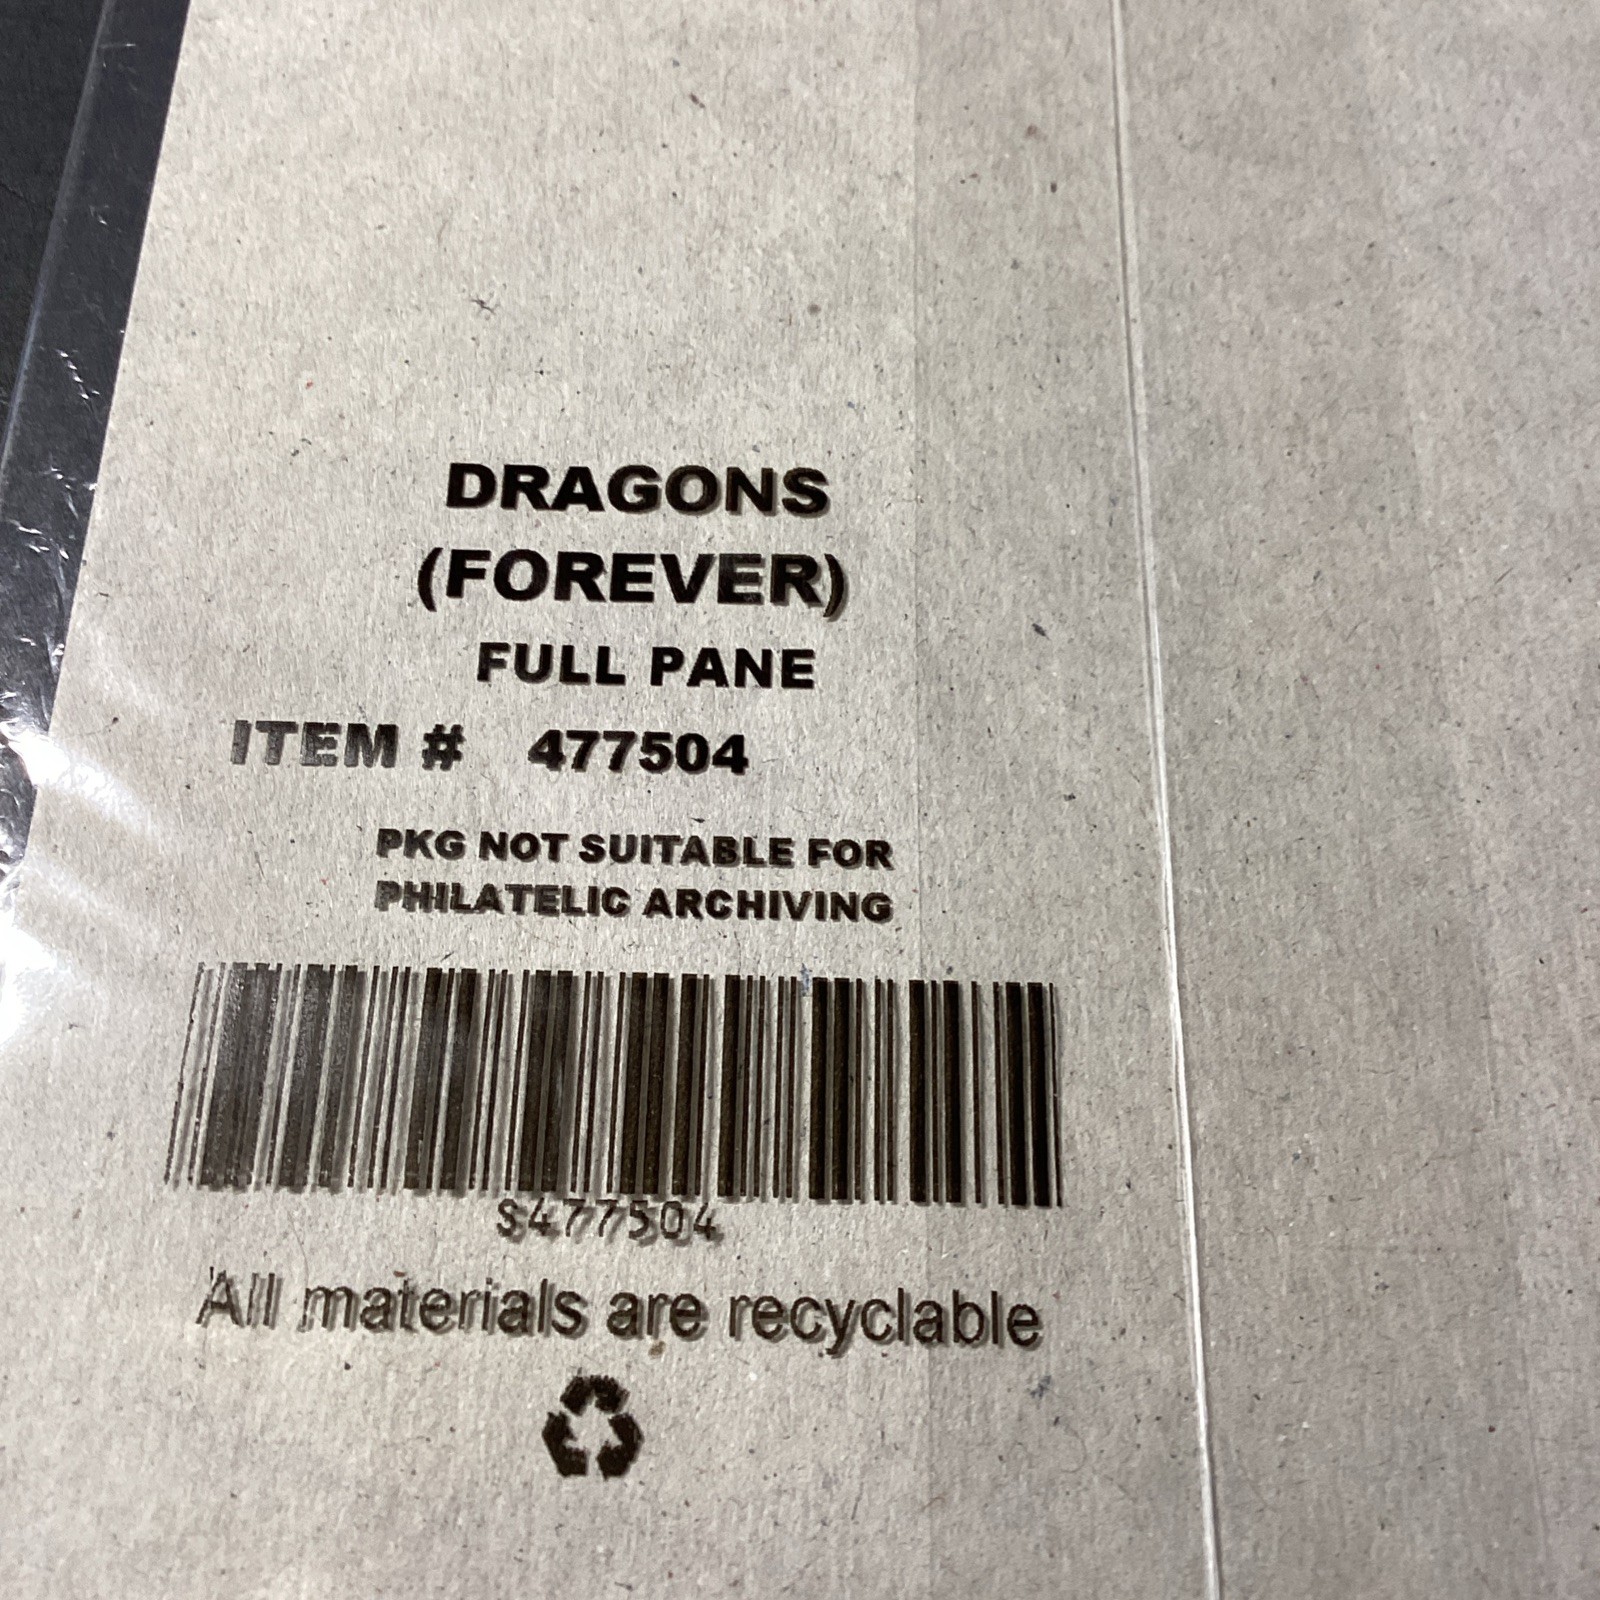 DRAGONS
(FOREVER)
FULL PANE
ITEM # 477504
PKG NOT SUITABLE FOR
PHILATELIC ARCHIVING
S477504
All materials are recyclable